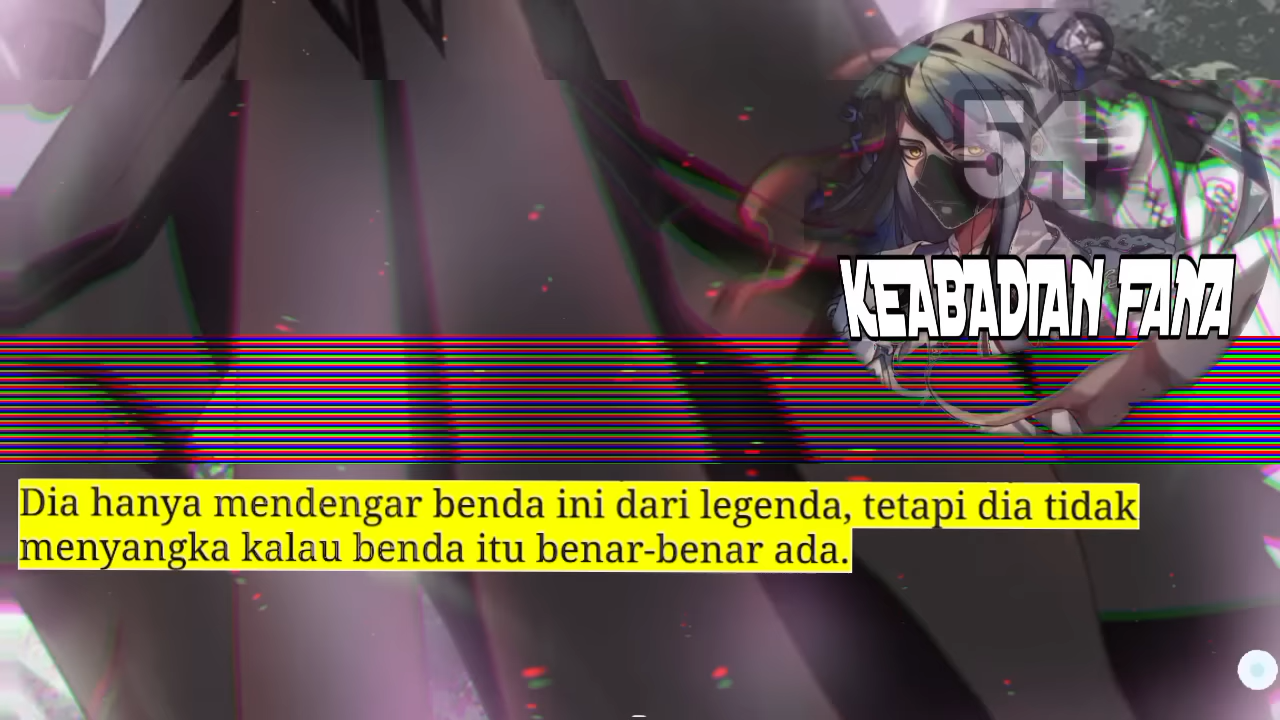 54
KEABADIAN FANA
Dia hanya mendengar benda ini dari legenda, tetapi dia tidak
menyangka kalau benda itu benar-benar ada.